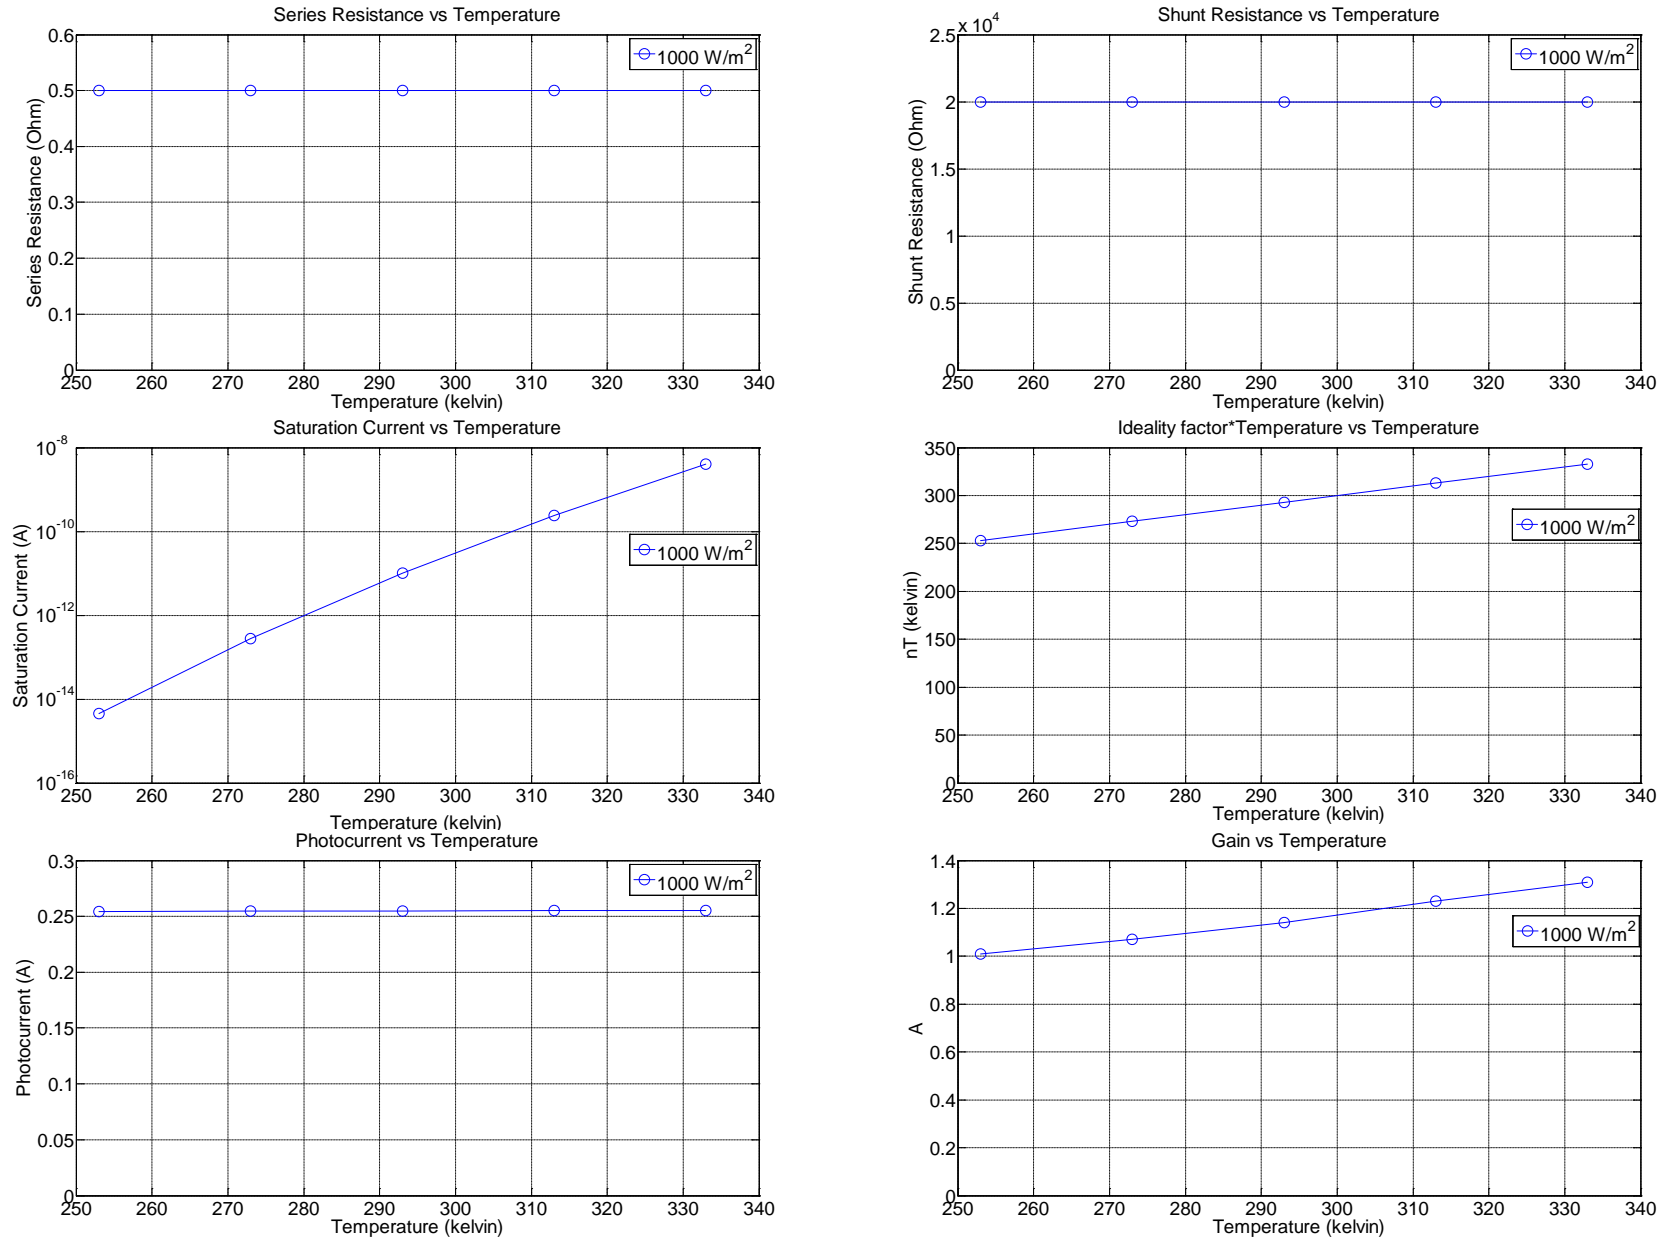 Series Resistance vs Temperature
0.6
0.5
0.4
0.3
0.2
0.1
0
Series Resistance (Ohm)
1000 W/m2
250 260 270 280 290 300 310 320 330 340
Temperature (kelvin)
Shunt Resistance vs Temperature
x 10^4
2.5
2
1.5
1
0.5
0
Shunt Resistance (Ohm)
1000 W/m2
250 260 270 280 290 300 310 320 330 340
Temperature (kelvin)
Saturation Current vs Temperature
10^-8
10^-10
10^-12
10^-14
10^-16
Saturation Current (A)
1000 W/m2
250 260 270 280 290 300 310 320 330 340
Temperature (kelvin)
Ideality factor*Temperature vs Temperature
350
300
250
200
150
100
50
0
nT (kelvin)
1000 W/m2
250 260 270 280 290 300 310 320 330 340
Temperature (kelvin)
Photocurrent vs Temperature
0.3
0.25
0.2
0.15
0.1
0.05
0
Photocurrent (A)
1000 W/m2
250 260 270 280 290 300 310 320 330 340
Temperature (kelvin)
Gain vs Temperature
1.4
1.2
1
0.8
0.6
0.4
0.2
0
A
1000 W/m2
250 260 270 280 290 300 310 320 330 340
Temperature (kelvin)